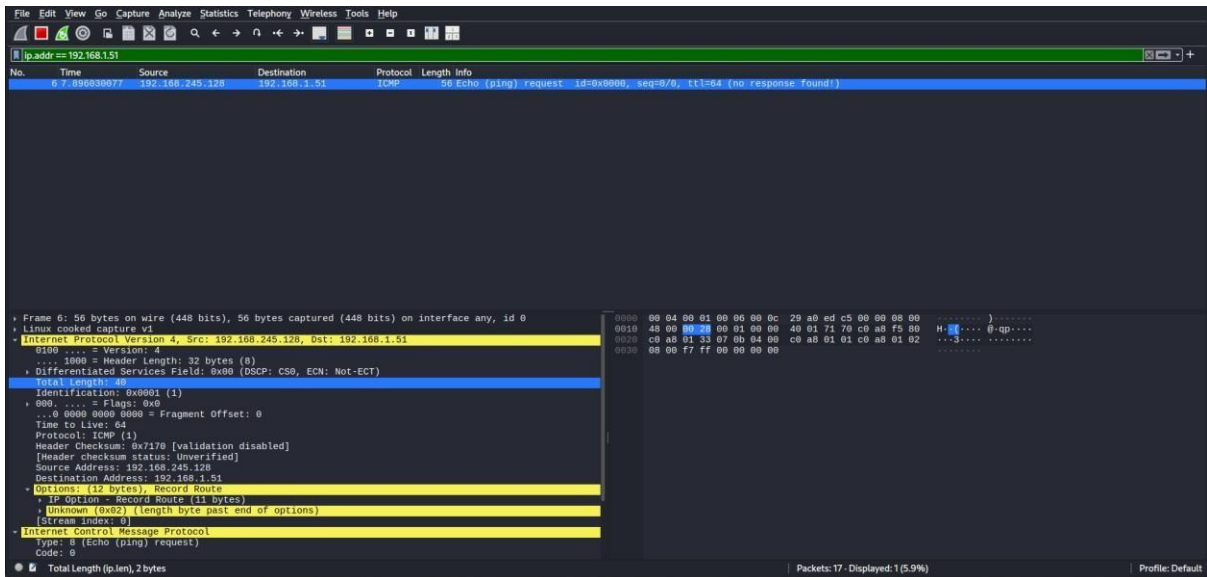 File Edit View Go Capture Analyze Statistics Telephony Wireless Tools Help
ip.addr == 192.168.1.51
No. Time Source Destination Protocol Length Info
6 7.896030077 192.168.245.128 192.168.1.51 ICMP 56 Echo (ping) request id=0x0000, seq=0/0, ttl=64 (no response found!)
Frame 6: 56 bytes on wire (448 bits), 56 bytes captured (448 bits) on interface any, id 0
Linux cooked capture v1
Internet Protocol Version 4, Src: 192.168.245.128, Dst: 192.168.1.51
0100 .... = Version: 4
.... 1000 = Header Length: 32 bytes (8)
Differentiated Services Field: 0x00 (DSCP: CS0, ECN: Not-ECT)
Total Length: 40
Identification: 0x0001 (1)
000. .... = Flags: 0x0
...0 0000 0000 0000 = Fragment Offset: 0
Time to Live: 64
Protocol: ICMP (1)
Header Checksum: 0x7170 [validation disabled]
[Header checksum status: Unverified]
Source Address: 192.168.245.128
Destination Address: 192.168.1.51
Options: (12 bytes), Record Route
IP Option - Record Route (11 bytes)
Unknown (0x02) (length byte past end of options)
[Stream index: 0]
Internet Control Message Protocol
Type: 8 (Echo (ping) request)
Code: 0
0000 00 04 00 01 00 06 00 0c 29 a0 ed c5 00 00 08 00 ········ )·······
0010 48 00 00 28 00 01 00 00 40 01 71 70 c0 a8 f5 80 H··(···· @·qp····
0020 c0 a8 01 33 07 0b 04 00 c0 a8 01 01 c0 a8 01 02 ···3···· ········
0030 08 00 f7 ff 00 00 00 00 ········
Total Length (ip.len), 2 bytes
Packets: 17 · Displayed: 1 (5.9%)
Profile: Default